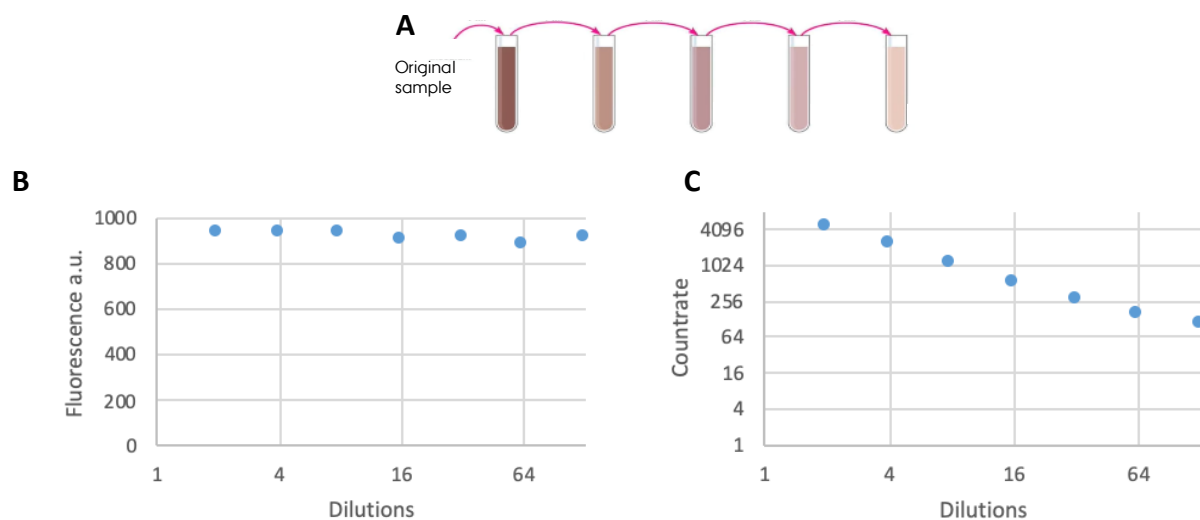 A
Original
sample
B
1000
800
600
400
200
0
Fluorescence a.u.
1 4 16 64
Dilutions
C
4096
1024
256
64
16
4
1
Countrate
1 4 16 64
Dilutions